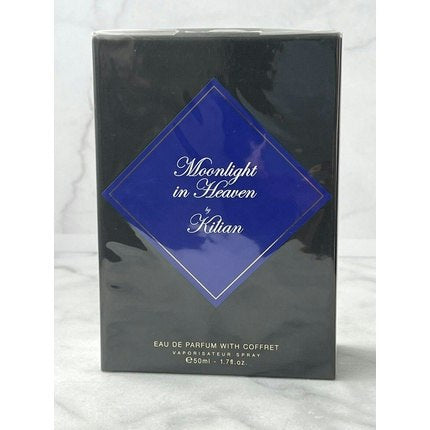 Moonlight
in Heaven
by
Kilian
EAU DE PARFUM WITH COFFRET
VAPORISATEUR SPRAY
℮50ml - 1.7fl.oz.